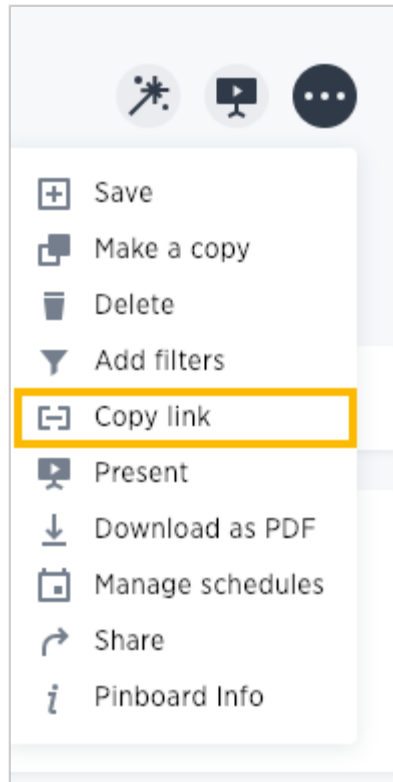 Save
Make a copy
Delete
Add filters
Copy link
Present
Download as PDF
Manage schedules
Share
Pinboard Info